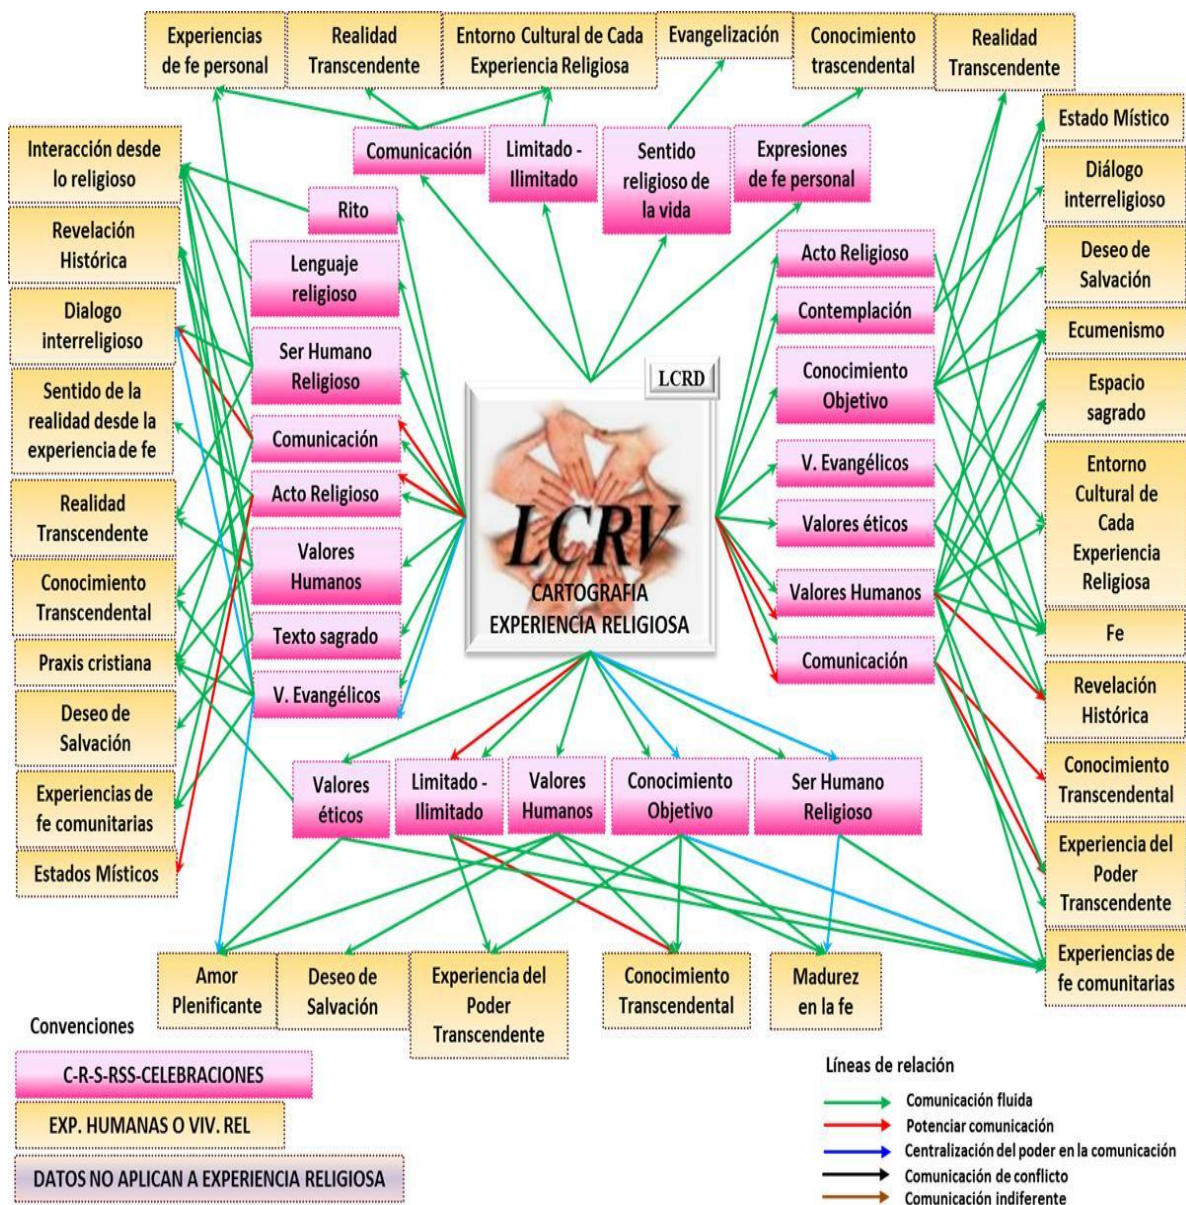 Experiencias
de fe personal
Realidad
Transcendente
Entorno Cultural de Cada
Experiencia Religiosa
Evangelización
Conocimiento
trascendental
Realidad
Transcendente
Comunicación
Limitado -
Ilimitado
Sentido
religioso de
la vida
Expresiones
de fe personal
Interacción desde
lo religioso
Revelación
Histórica
Dialogo
interreligioso
Sentido de la
realidad desde la
experiencia de fe
Realidad
Transcendente
Conocimiento
Transcendental
Praxis cristiana
Deseo de
Salvación
Experiencias de
fe comunitarias
Estados Místicos
Rito
Lenguaje
religioso
Ser Humano
Religioso
Comunicación
Acto Religioso
Valores
Humanos
Texto sagrado
V. Evangélicos
LCRD
LCRV
CARTOGRAFIA
EXPERIENCIA RELIGIOSA
Acto Religioso
Contemplación
Conocimiento
Objetivo
V. Evangélicos
Valores éticos
Valores Humanos
Comunicación
Estado Místico
Diálogo
interreligioso
Deseo de
Salvación
Ecumenismo
Espacio
sagrado
Entorno
Cultural de
Cada
Experiencia
Religiosa
Fe
Revelación
Histórica
Conocimiento
Transcendental
Experiencia del
Poder
Transcendente
Experiencias de
fe comunitarias
Valores
éticos
Limitado -
Ilimitado
Valores
Humanos
Conocimiento
Objetivo
Ser Humano
Religioso
Amor
Plenificante
Deseo de
Salvación
Experiencia del
Poder
Transcendente
Conocimiento
Transcendental
Madurez
en la fe
Convenciones
C-R-S-RSS-CELEBRACIONES
EXP. HUMANAS O VIV. REL
DATOS NO APLICAN A EXPERIENCIA RELIGIOSA
Líneas de relación
Comunicación fluida
Potenciar comunicación
Centralización del poder en la comunicación
Comunicación de conflicto
Comunicación indiferente